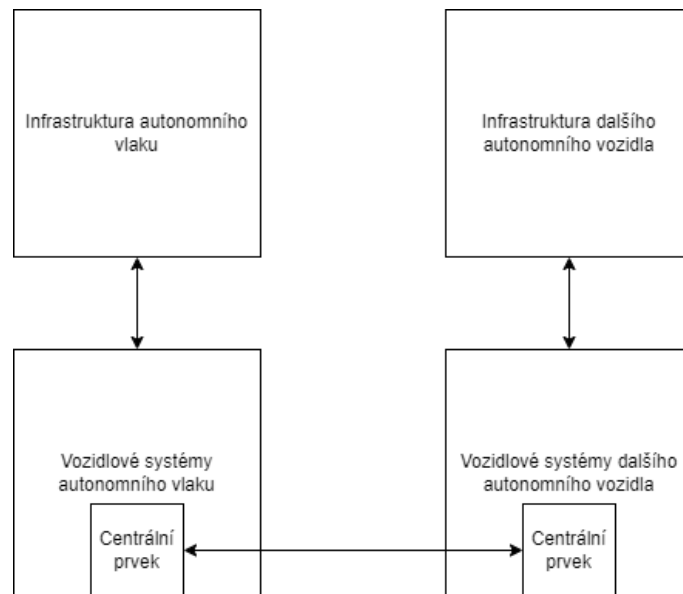 Infrastruktura autonomního
vlaku
Infrastruktura dalšího
autonomního vozidla
Vozidlové systémy
autonomního vlaku
Centrální
prvek
Vozidlové systémy dalšího
autonomního vozidla
Centrální
prvek